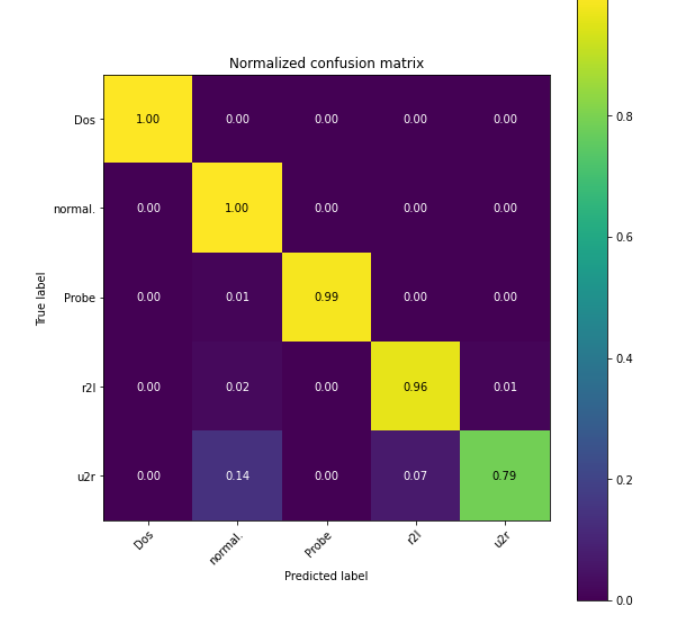 Normalized confusion matrix
True label
Dos 1.00 0.00 0.00 0.00 0.00
normal. 0.00 1.00 0.00 0.00 0.00
Probe 0.00 0.01 0.99 0.00 0.00
r2l 0.00 0.02 0.00 0.96 0.01
u2r 0.00 0.14 0.00 0.07 0.79
Dos normal. Probe r2l u2r
Predicted label
0.8
0.6
0.4
0.2
0.0